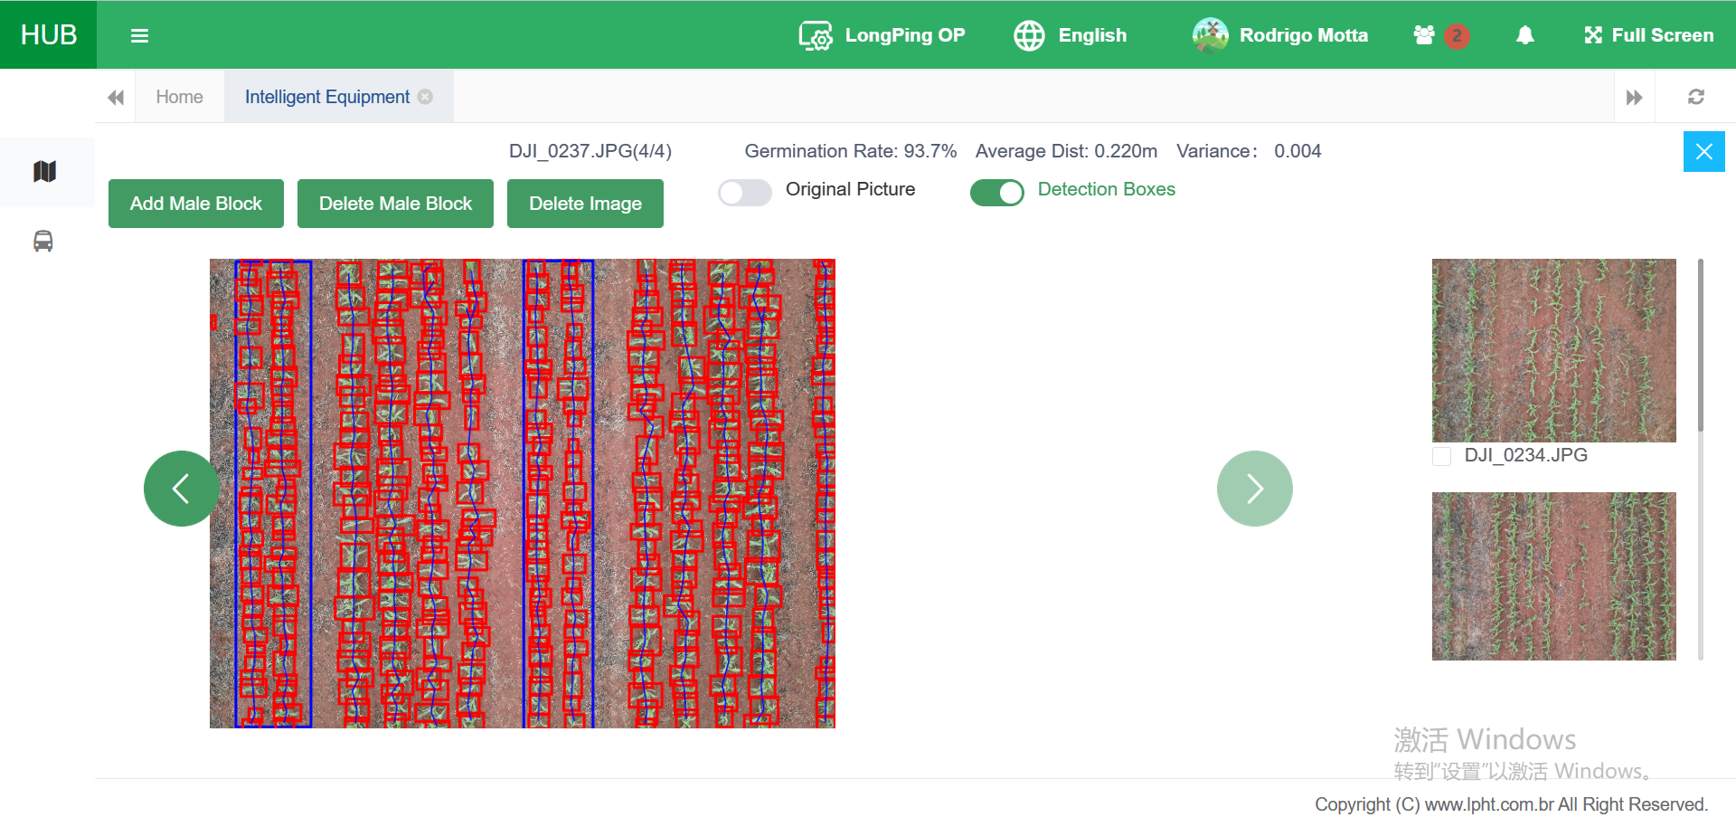 HUB
LongPing OP
English
Rodrigo Motta
2
Full Screen
Home
Intelligent Equipment
DJI_0237.JPG(4/4)
Germination Rate: 93.7%
Average Dist: 0.220m
Variance： 0.004
Add Male Block
Delete Male Block
Delete Image
Original Picture
Detection Boxes
DJI_0234.JPG
激活 Windows
转到“设置”以激活 Windows。
Copyright (C) www.lpht.com.br All Right Reserved.